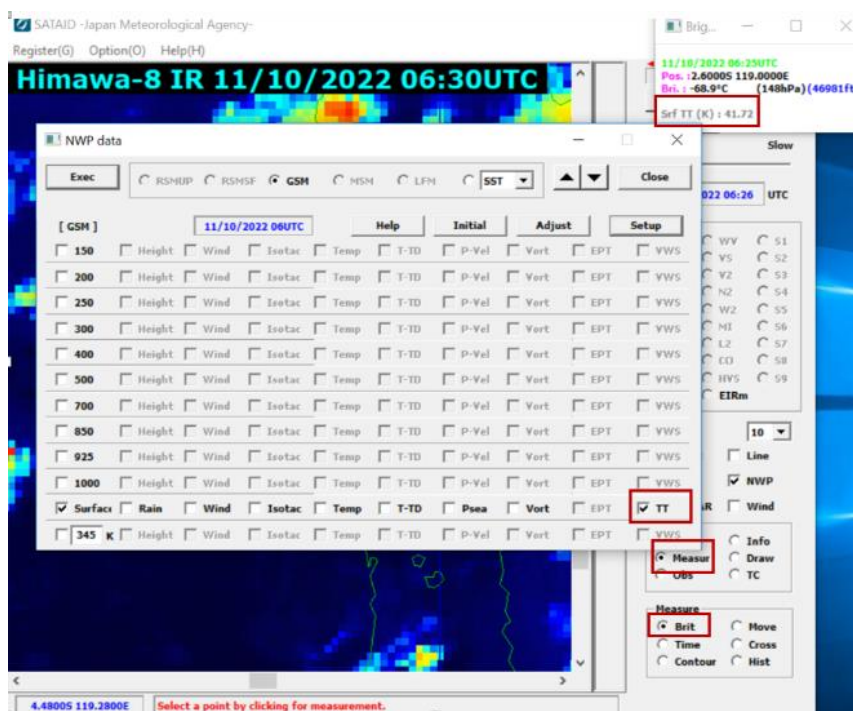 SATAID -Japan Meteorological Agency-
Register(G) Option(O) Help(H)
Himawa-8 IR 11/10/2022 06:30UTC
Brig...
11/10/2022 06:25UTC
Pos. :2.6000S 119.0000E
Bri. : -68.9°C (148hPa)(46981ft
Srf TT (K) : 41.72
Slow
022 06:26 UTC
NWP data
Exec RSMUP RSMSF GSM MSM LFM SST Close
[ GSM ] 11/10/2022 06UTC Help Initial Adjust Setup
150 Height Wind Isotac Temp T-TD P-Vel Vort EPT VWS
200 Height Wind Isotac Temp T-TD P-Vel Vort EPT VWS
250 Height Wind Isotac Temp T-TD P-Vel Vort EPT VWS
300 Height Wind Isotac Temp T-TD P-Vel Vort EPT VWS
400 Height Wind Isotac Temp T-TD P-Vel Vort EPT VWS
500 Height Wind Isotac Temp T-TD P-Vel Vort EPT VWS
700 Height Wind Isotac Temp T-TD P-Vel Vort EPT VWS
850 Height Wind Isotac Temp T-TD P-Vel Vort EPT VWS
925 Height Wind Isotac Temp T-TD P-Vel Vort EPT VWS
1000 Height Wind Isotac Temp T-TD P-Vel Vort EPT VWS
Surface Rain Wind Isotac Temp T-TD Psea Vort EPT TT
345 K Height Wind Isotac Temp T-TD P-Vel Vort EPT VWS
WV S1
VS S2
V2 S3
N2 S4
W2 S5
MI S6
L2 S7
CO S8
HVS S9
EIRm
10
Line
NWP
AR Wind
Info
Measur Draw
Obs TC
Measure
Brit Move
Time Cross
Contour Hist
4.4800S 119.2800E Select a point by clicking for measurement.